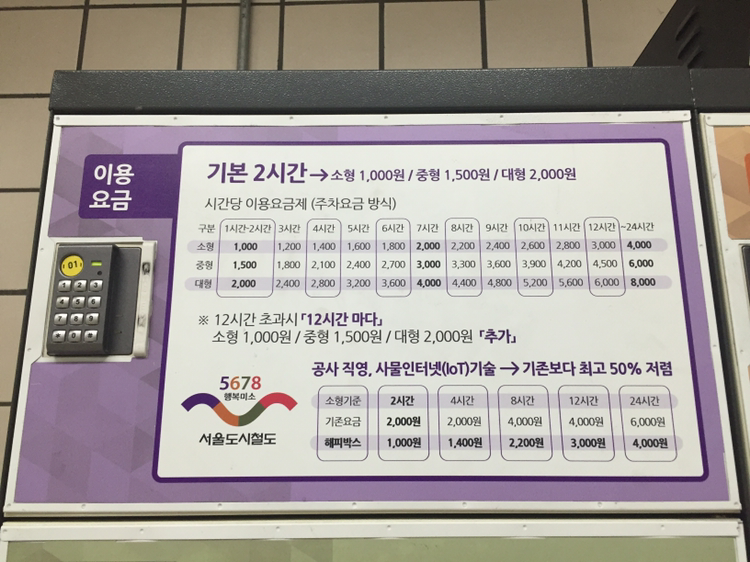 이용
요금
기본 2시간→소형 1,000원 / 중형 1,500원 / 대형 2,000원
시간당 이용요금제 (주차요금 방식)
구분 1시간-2시간 3시간 4시간 5시간 6시간 7시간 8시간 9시간 10시간 11시간 12시간 ~24시간
소형 1,000 1,200 1,400 1,600 1,800 2,000 2,200 2,400 2,600 2,800 3,000 4,000
중형 1,500 1,800 2,100 2,400 2,700 3,000 3,300 3,600 3,900 4,200 4,500 6,000
대형 2,000 2,400 2,800 3,200 3,600 4,000 4,400 4,800 5,200 5,600 6,000 8,000
※ 12시간 초과시 「12시간 마다」
소형 1,000원 / 중형 1,500원 / 대형 2,000원 「추가」
공사 직영, 사물인터넷(IoT)기술 → 기존보다 최고 50% 저렴
5678
행복미소
서울도시철도
소형기준 2시간 4시간 8시간 12시간 24시간
기존요금 2,000원 2,000원 4,000원 4,000원 6,000원
해피박스 1,000원 1,400원 2,200원 3,000원 4,000원
01
1 2 3
4 5 6
7 8 9
0